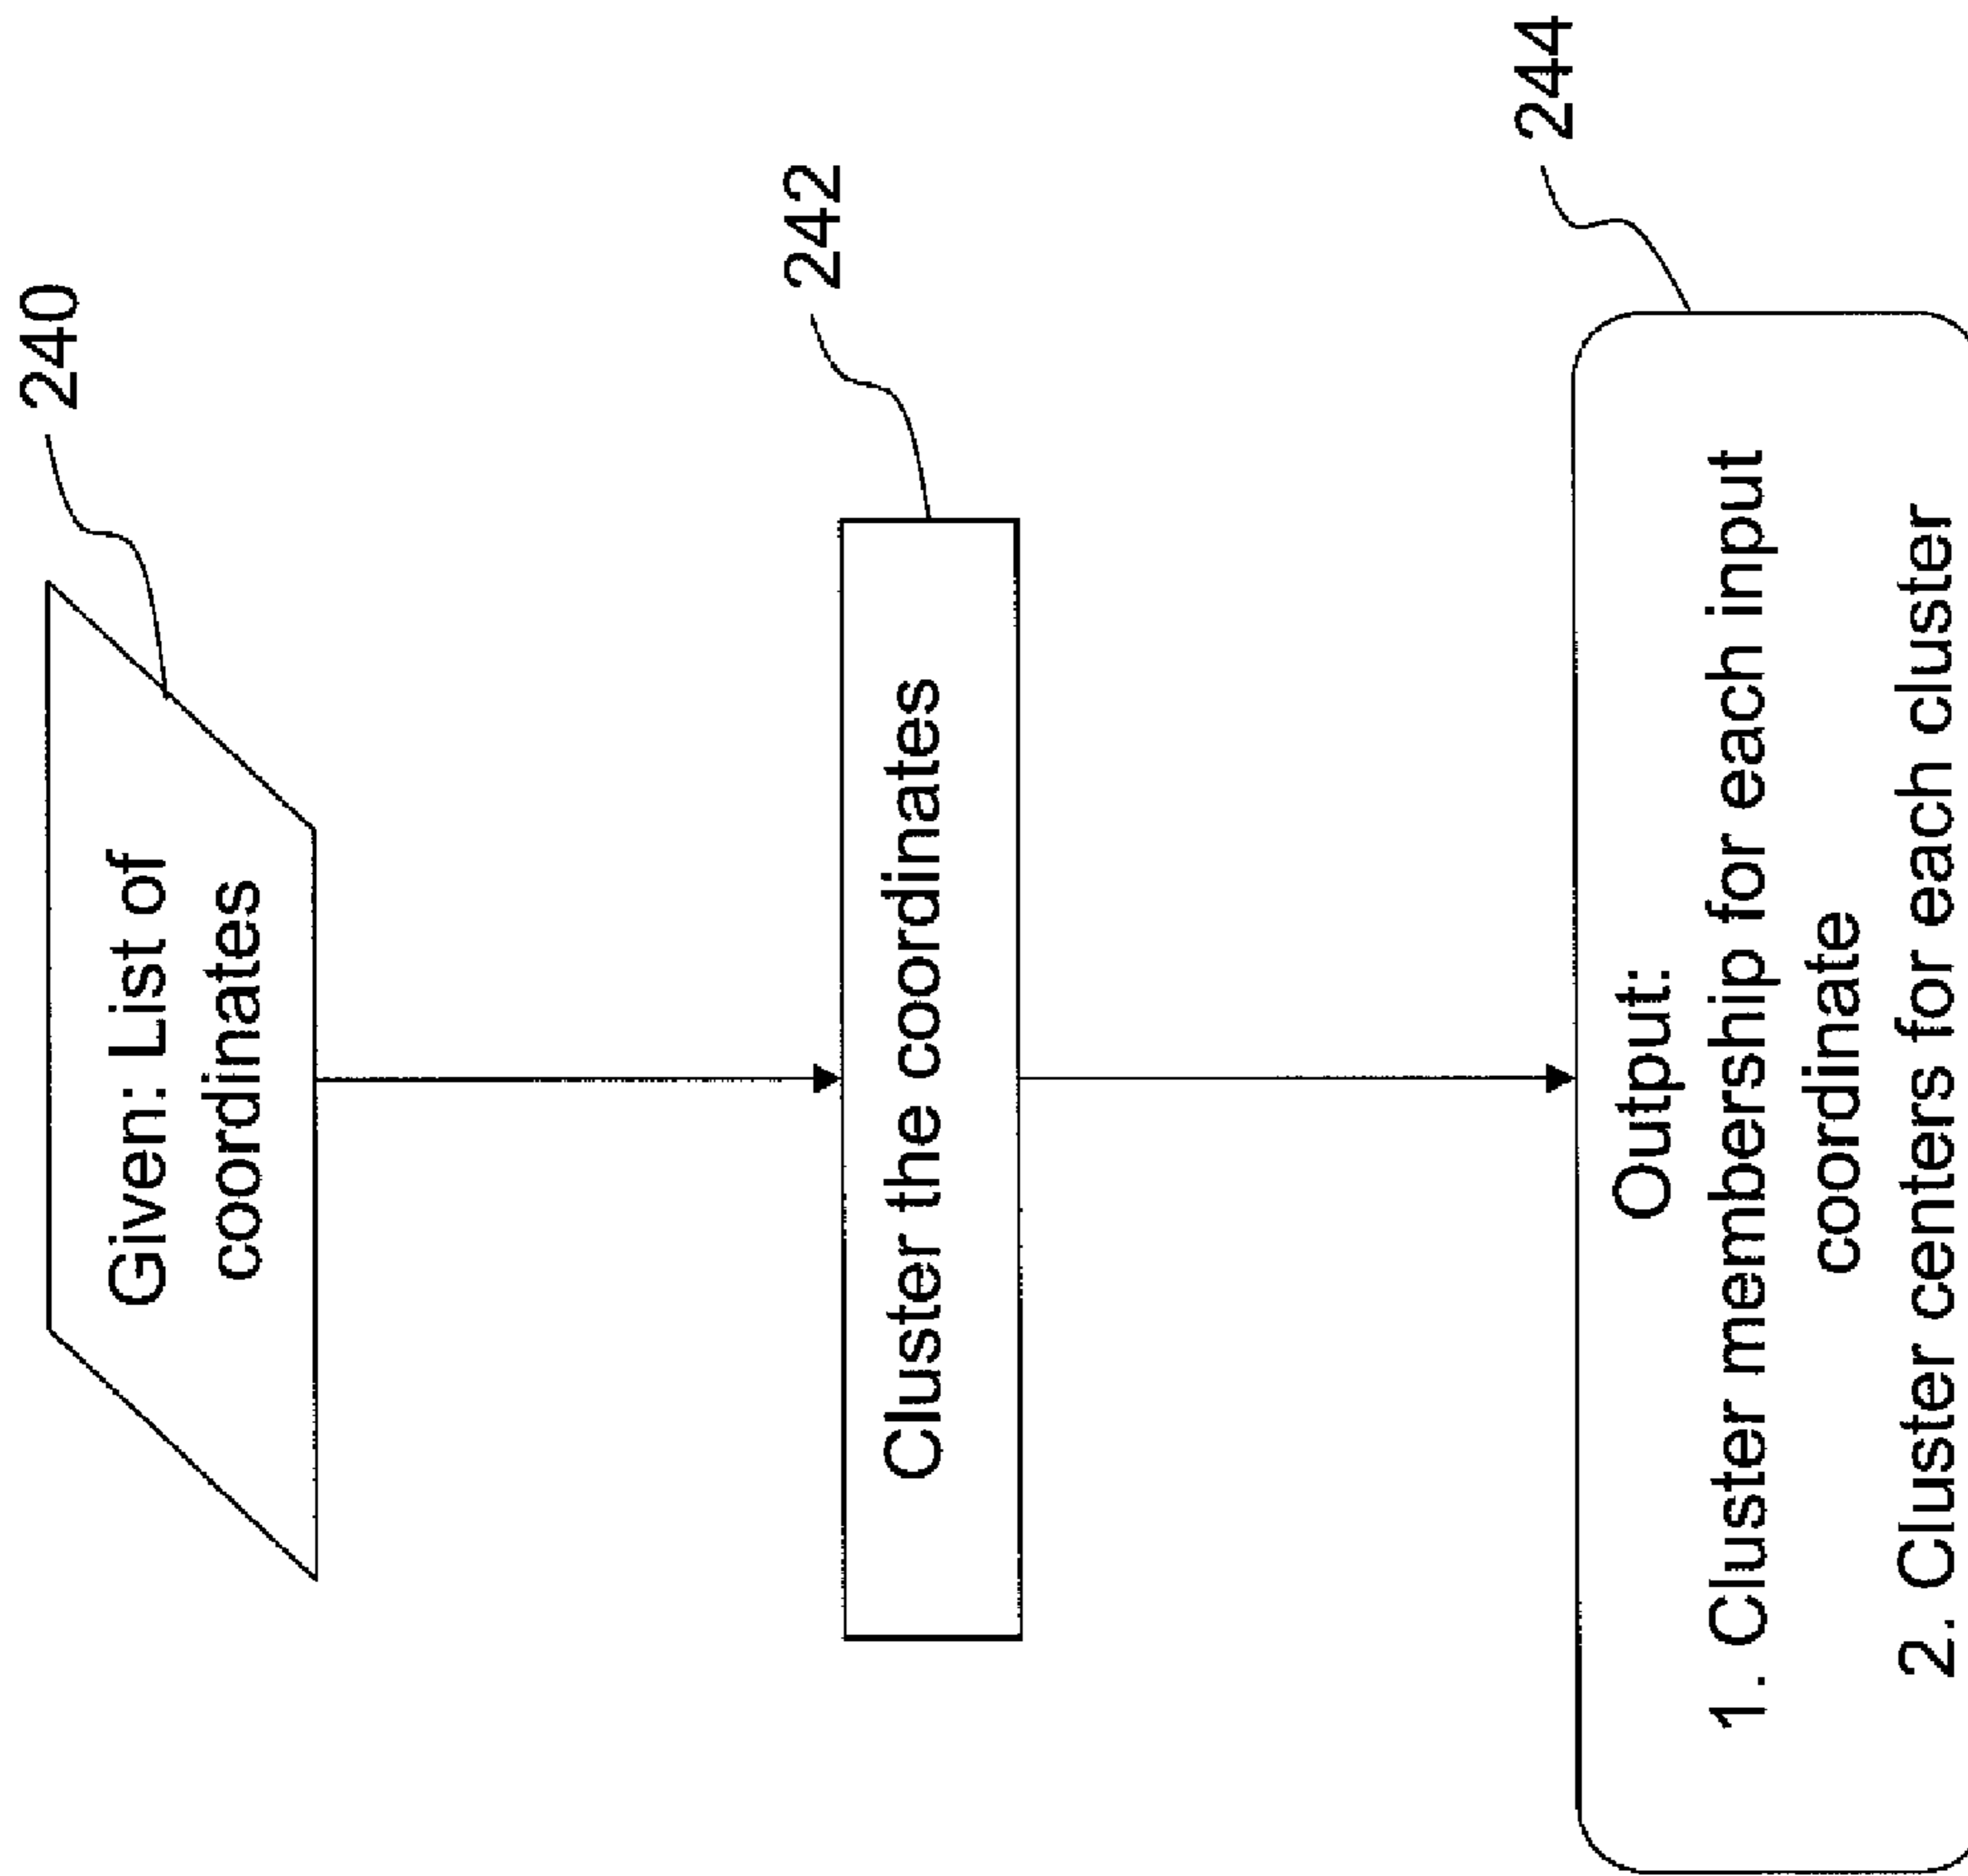 240
Given: List of
coordinates
242
Cluster the coordinates
244
Output:
1. Cluster membership for each input
coordinate
2. Cluster centers for each cluster